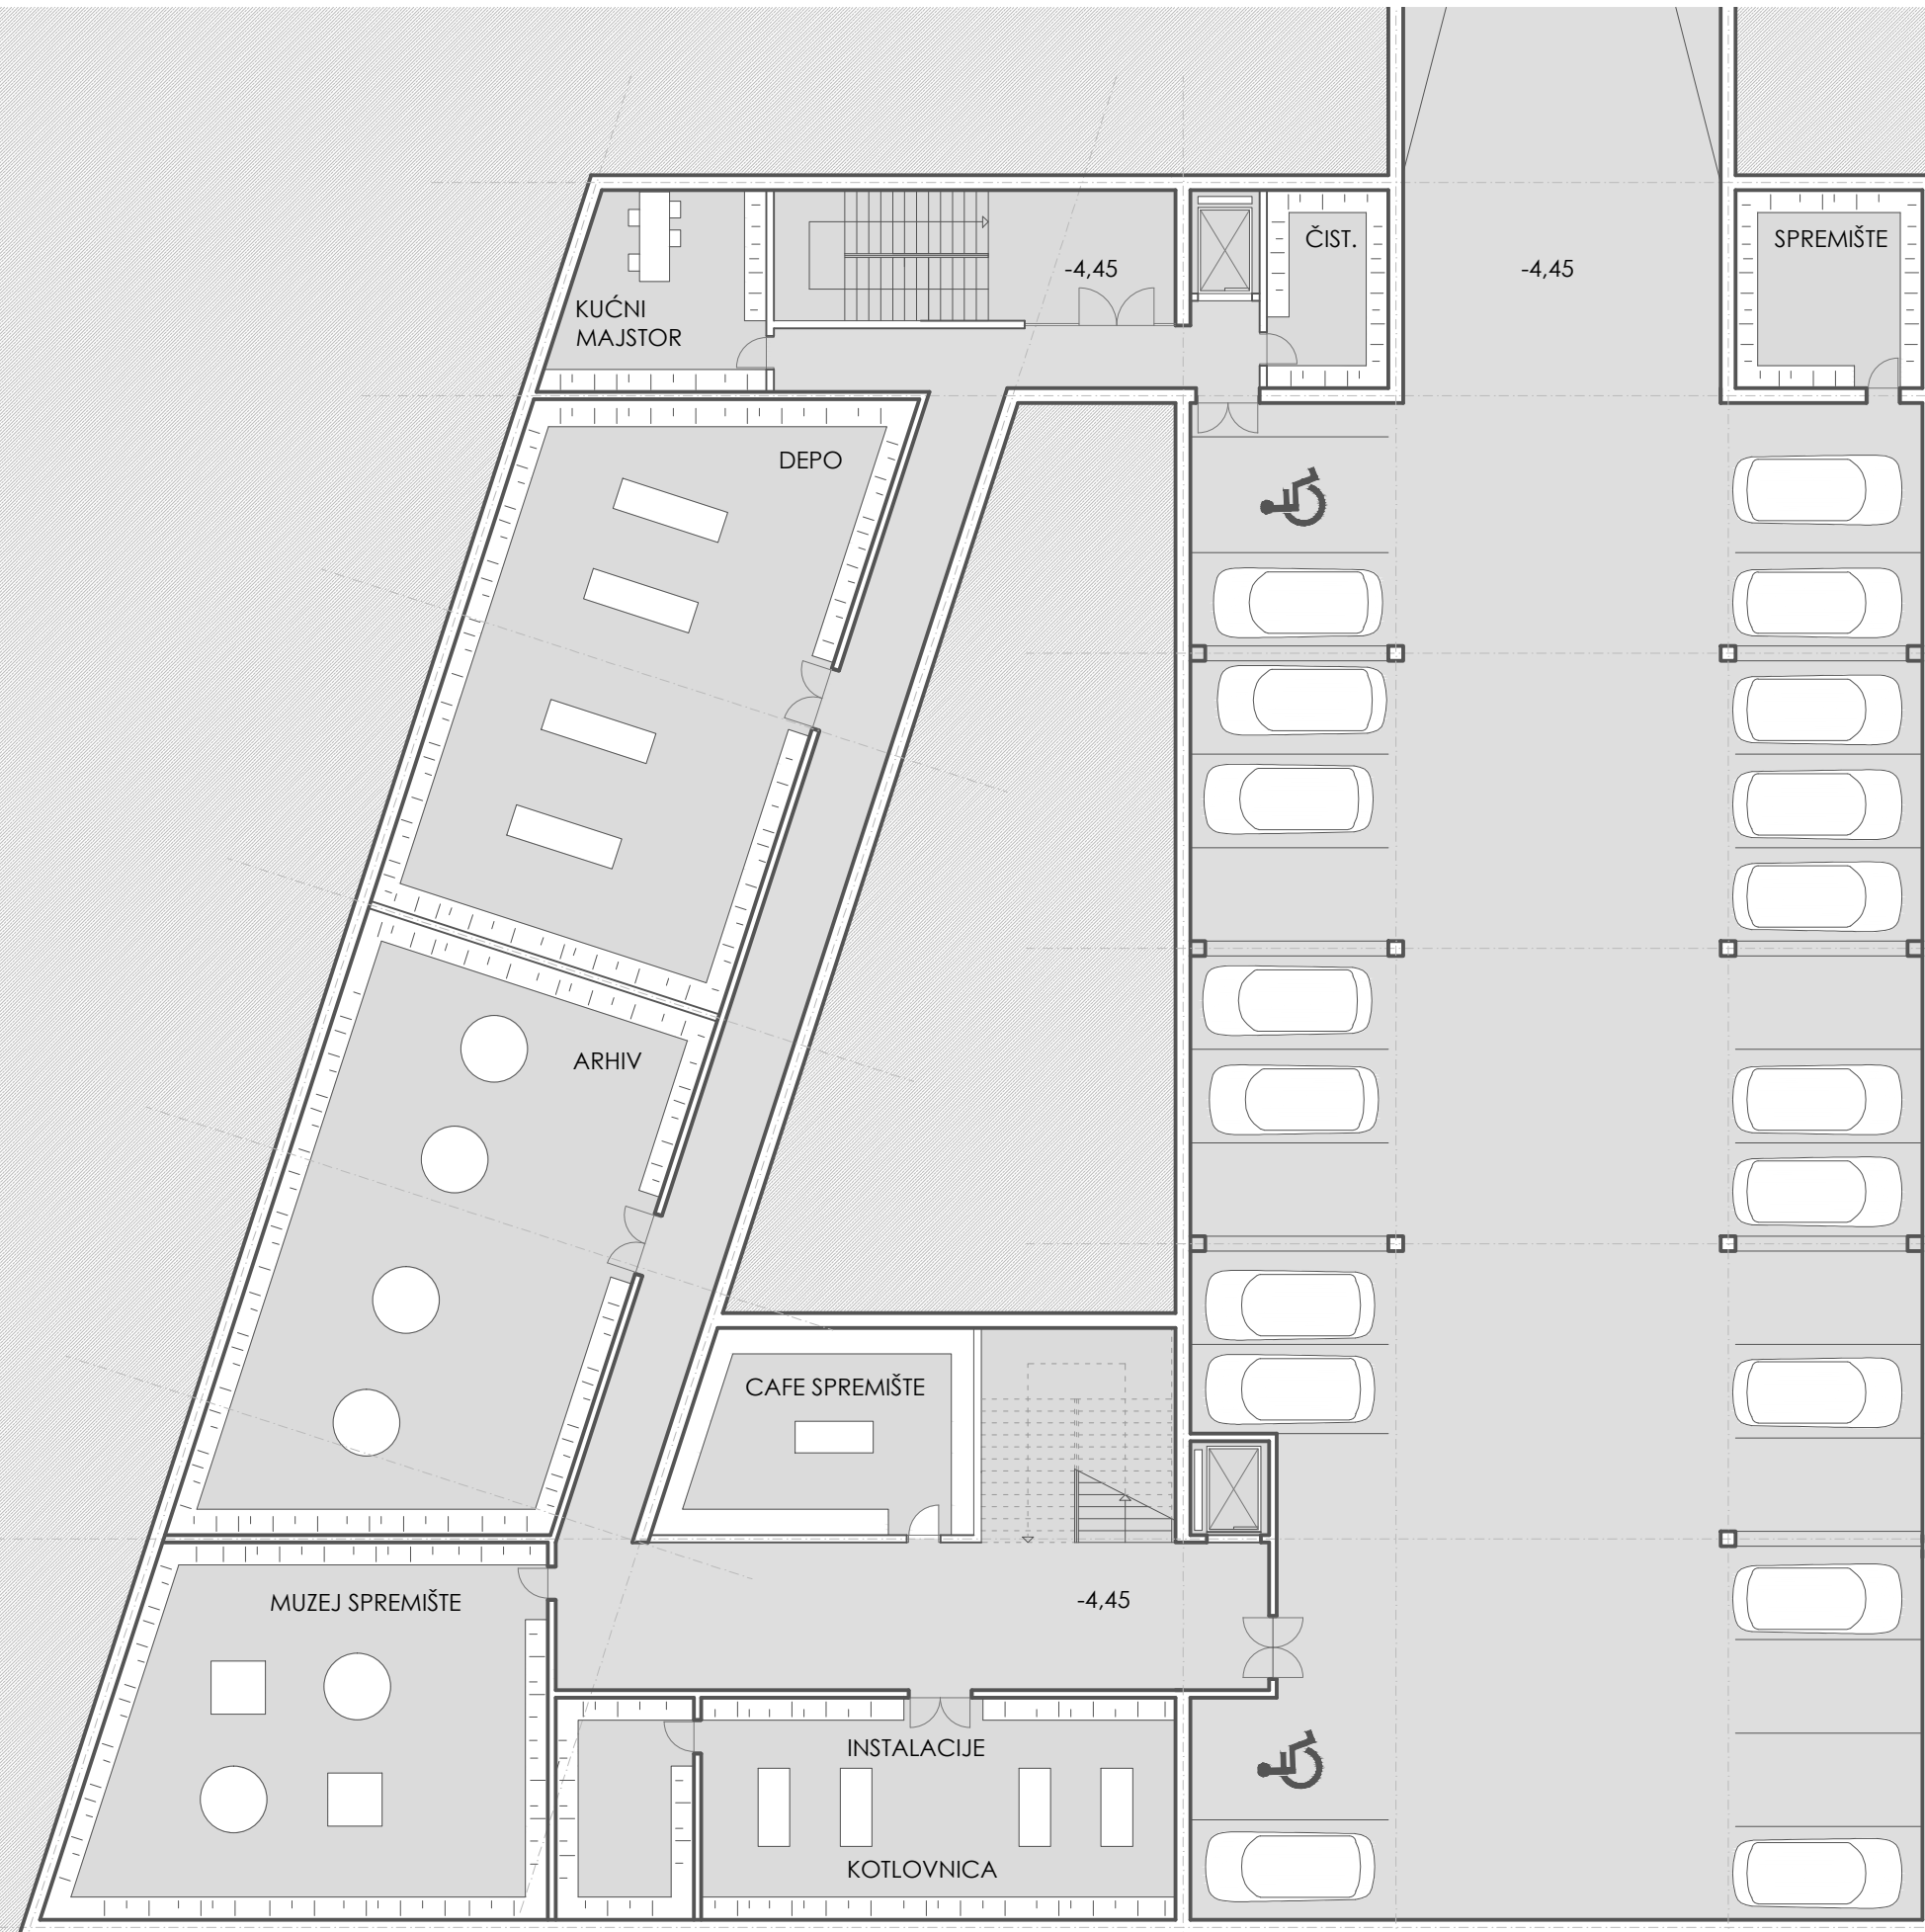 ČIST.
SPREMIŠTE
-4,45
-4,45
KUĆNI
MAJSTOR
DEPO
ARHIV
CAFE SPREMIŠTE
MUZEJ SPREMIŠTE
-4,45
INSTALACIJE
KOTLOVNICA